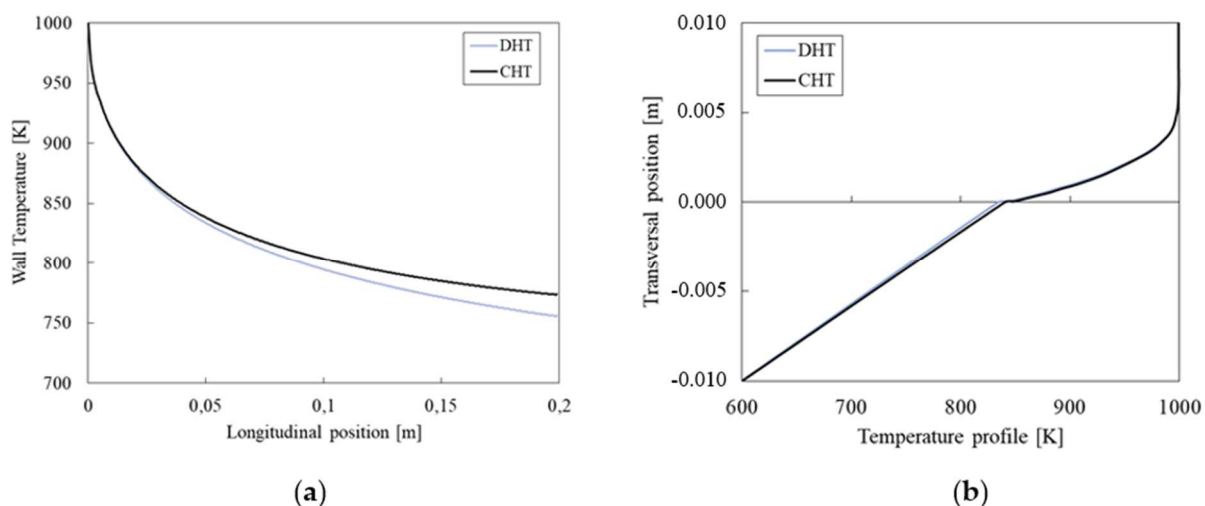 1000
950
900
850
800
750
700
0
0,05
0,1
0,15
0,2
Wall Temperature [K]
Longitudinal position [m]
DHT
CHT
(a)
0.010
0.005
0.000
-0.005
-0.010
600
700
800
900
1000
Transversal position [m]
Temperature profile [K]
DHT
CHT
(b)